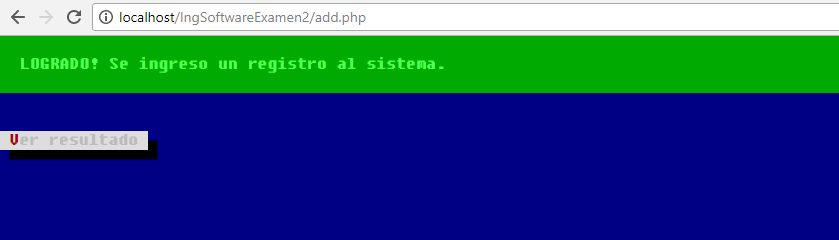 localhost/IngSoftwareExamen2/add.php
LOGRADO! Se ingreso un registro al sistema.
Ver resultado